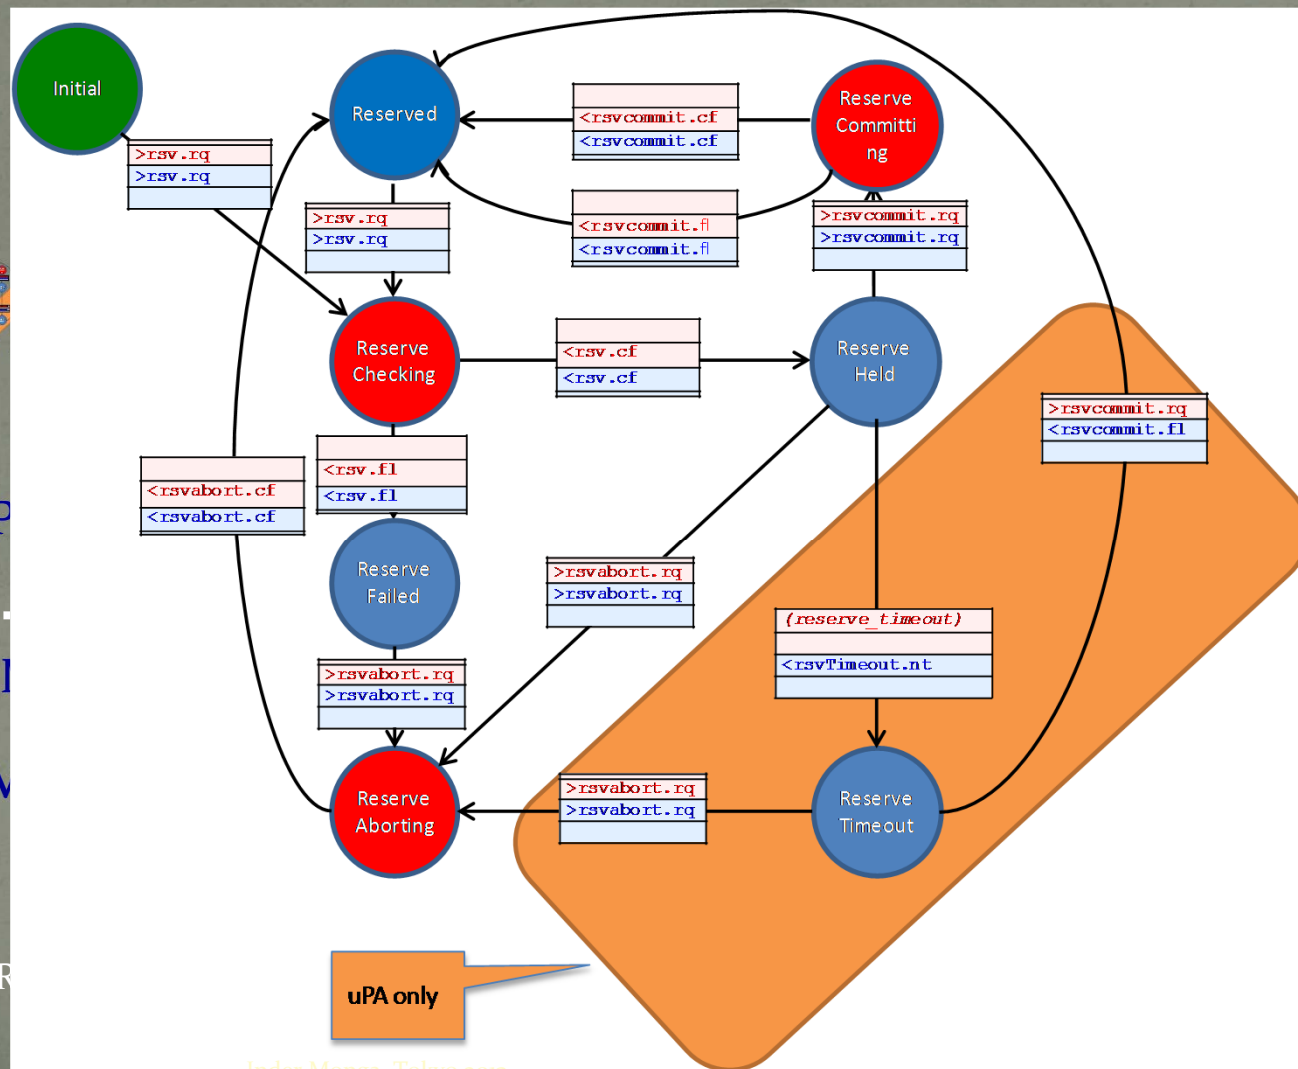 Initial
Reserved
Reserve
Committi
ng
<rsvcommit.cf
<rsvcommit.cf
>rsv.rq
>rsv.rq
>rsv.rq
>rsv.rq
<rsvcommit.fl
<rsvcommit.fl
>rsvcommit.rq
>rsvcommit.rq
Reserve
Checking
<rsv.cf
<rsv.cf
Reserve
Held
>rsvcommit.rq
<rsvcommit.fl
<rsv.fl
<rsv.fl
<rsvabort.cf
<rsvabort.cf
Reserve
Failed
>rsvabort.rq
>rsvabort.rq
(reserve_timeout)
<rsvTimeout.nt
>rsvabort.rq
>rsvabort.rq
Reserve
Aborting
>rsvabort.rq
>rsvabort.rq
Reserve
Timeout
uPA only